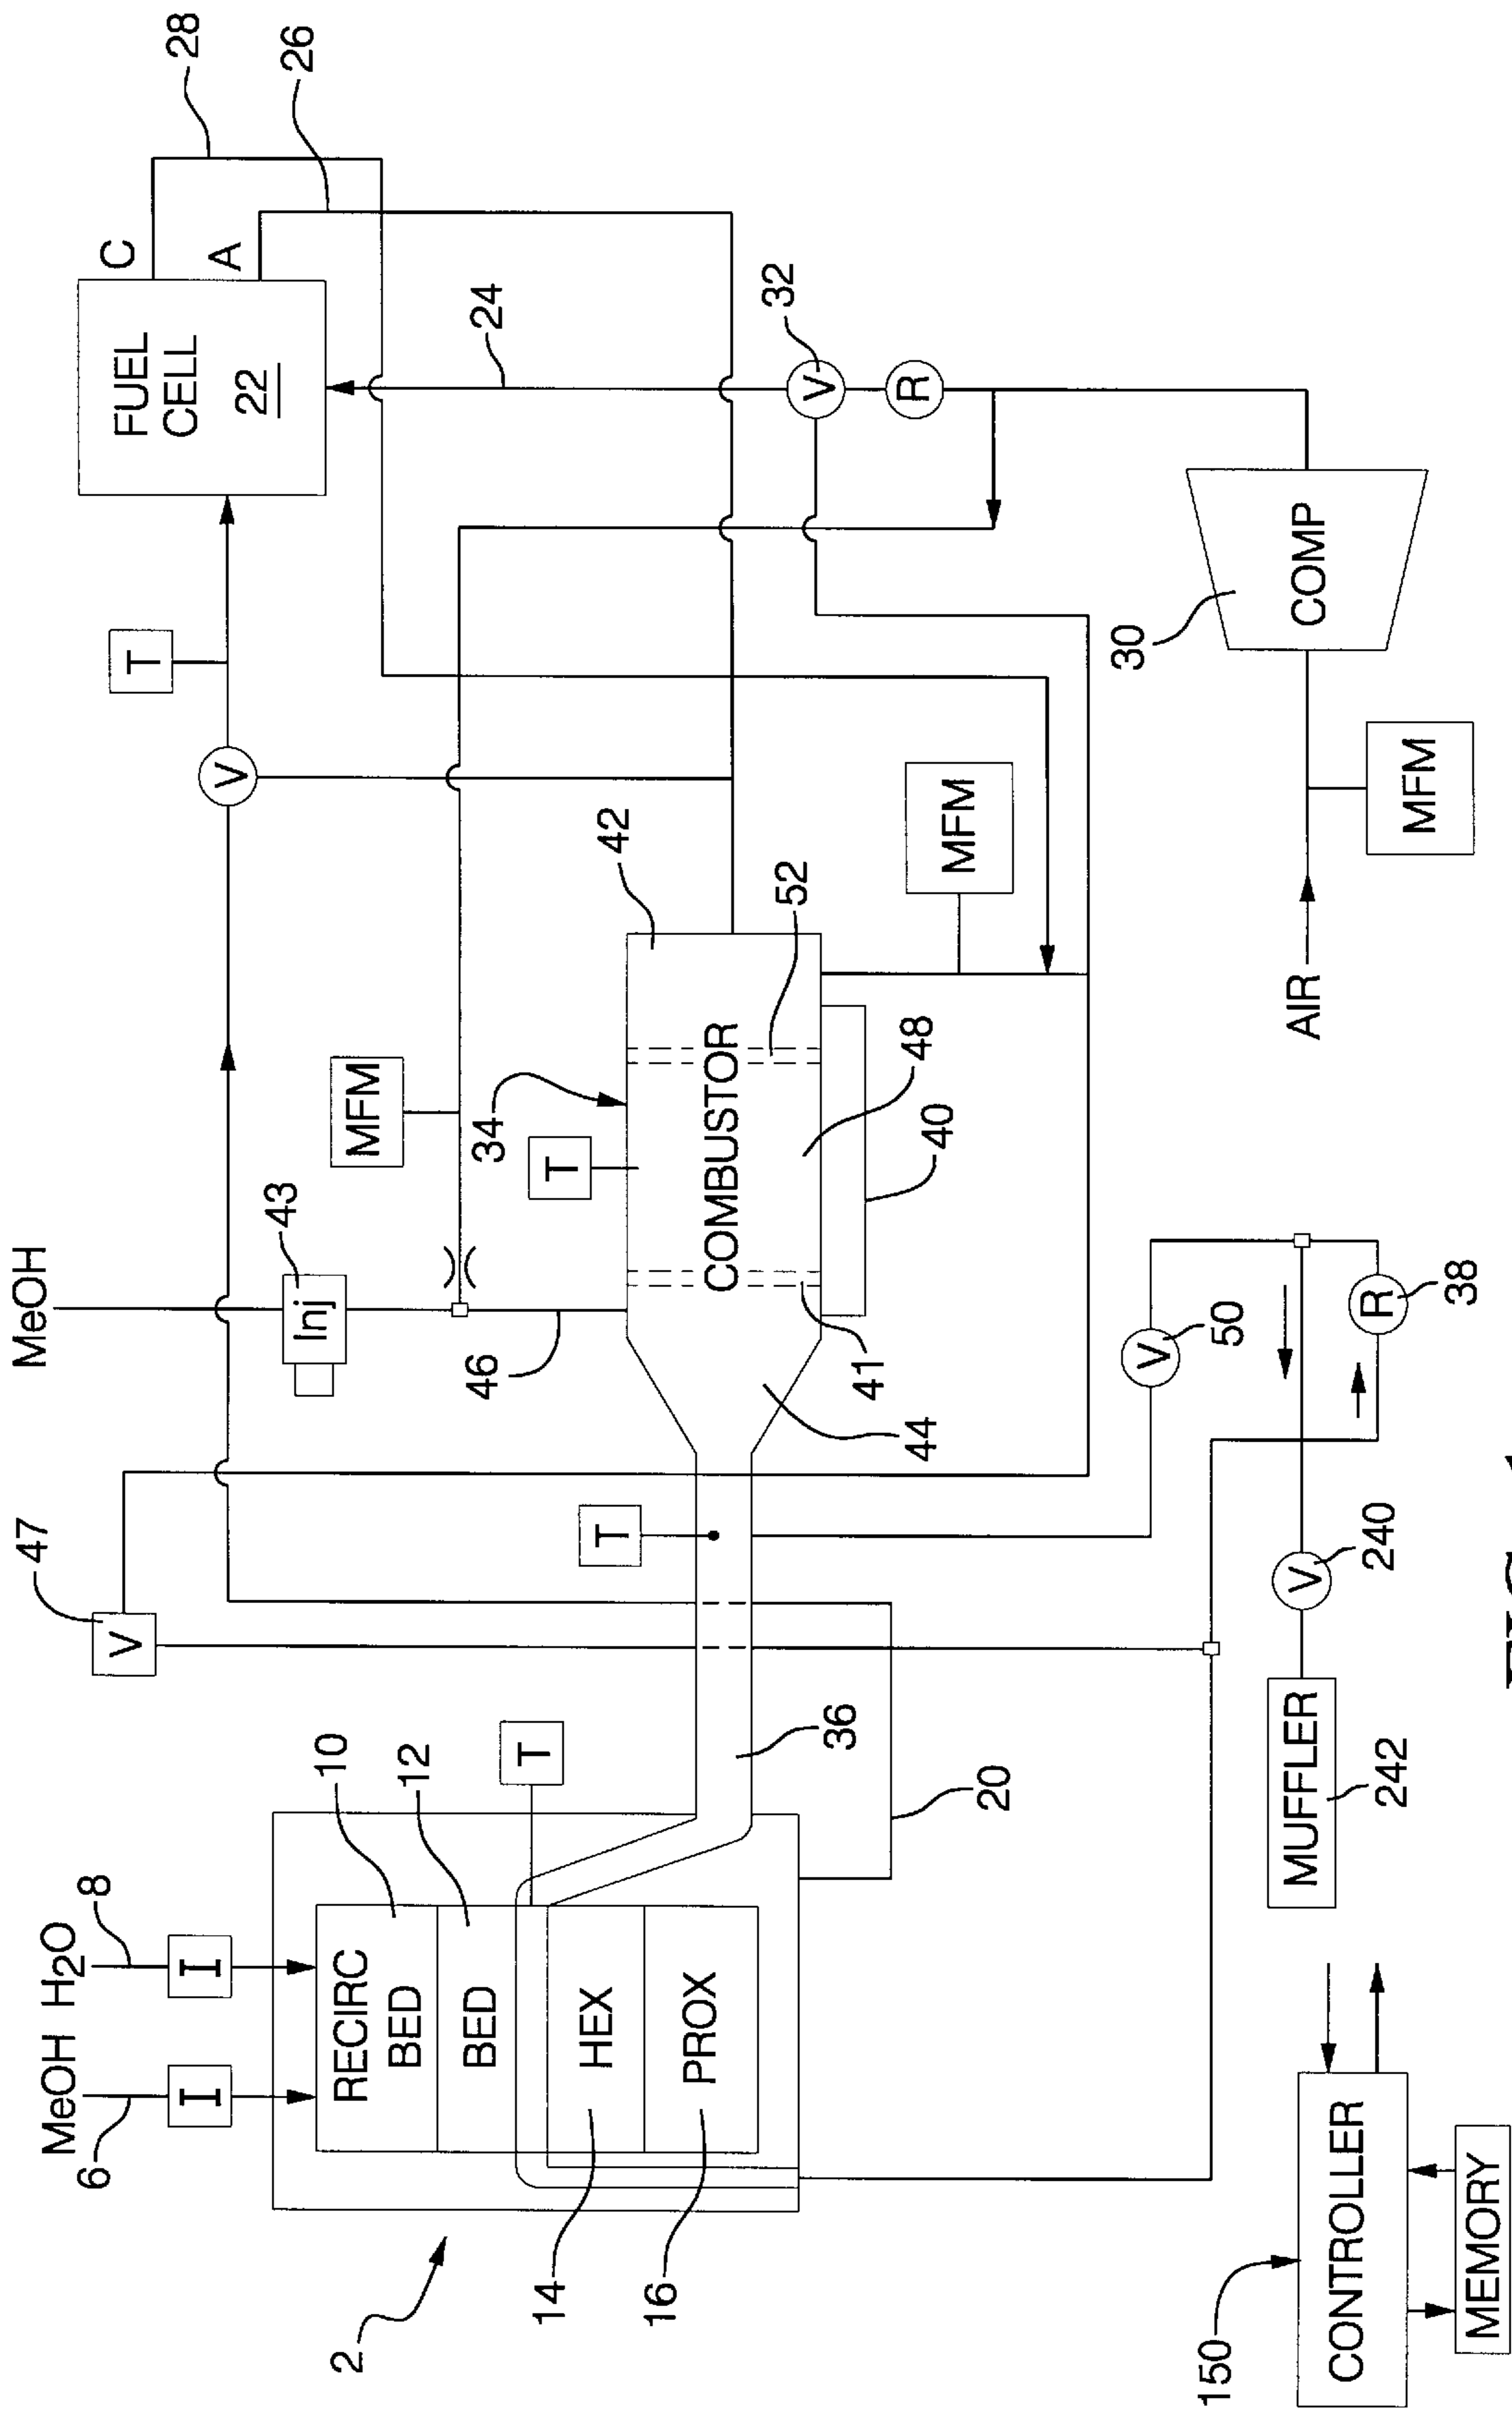 MeOH
H2O
6
8
I
I
2
RECIRC
BED
BED
HEX
PROX
10
12
14
16
T
36
20
47
V
T
MeOH
43
Inj
46
MFM
34
T
COMBUSTOR
42
52
48
40
41
44
MFM
V
T
FUEL
CELL
22
C
A
28
26
24
32
V
R
30
COMP
AIR
MFM
V
50
R
38
V
240
MUFFLER
242
150
CONTROLLER
MEMORY